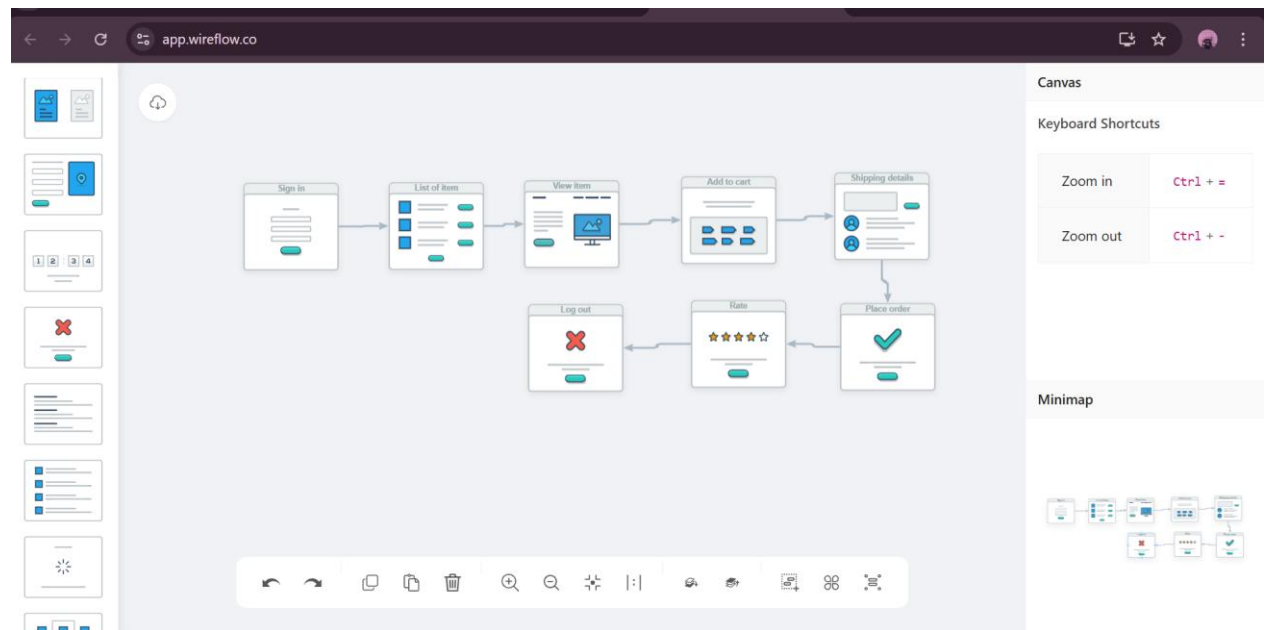 app.wireflow.co
Canvas
Keyboard Shortcuts
Zoom in Ctrl + =
Zoom out Ctrl + -
Sign in
List of item
View item
Add to cart
Shipping details
Log out
Rate
Place order
1 2 : 3 4
|:|
Minimap